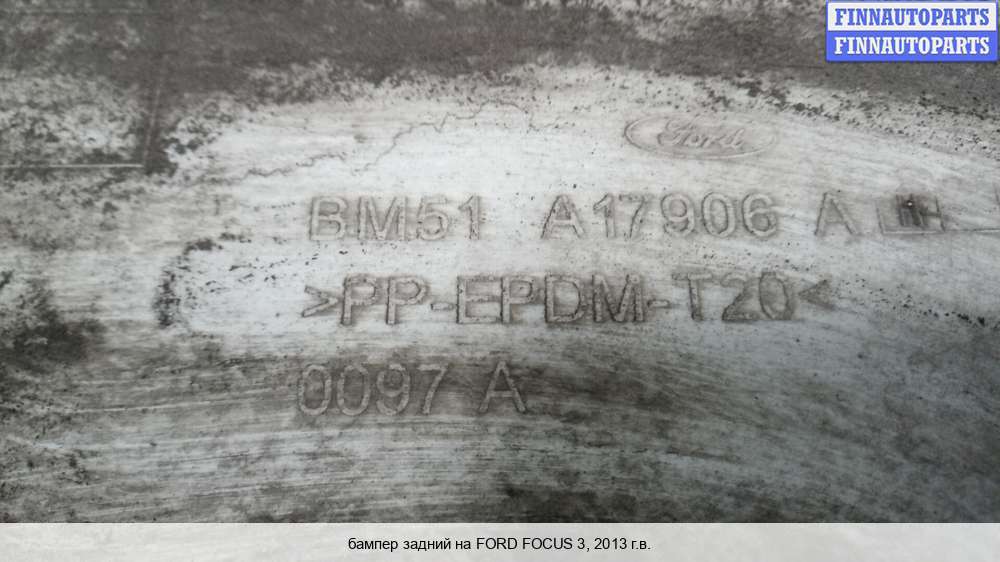 FINNAUTOPARTS
FINNAUTOPARTS
Ford
BM51 A17906 A
>PP-EPDM-T20<
0097 A
бампер задний на FORD FOCUS 3, 2013 г.в.